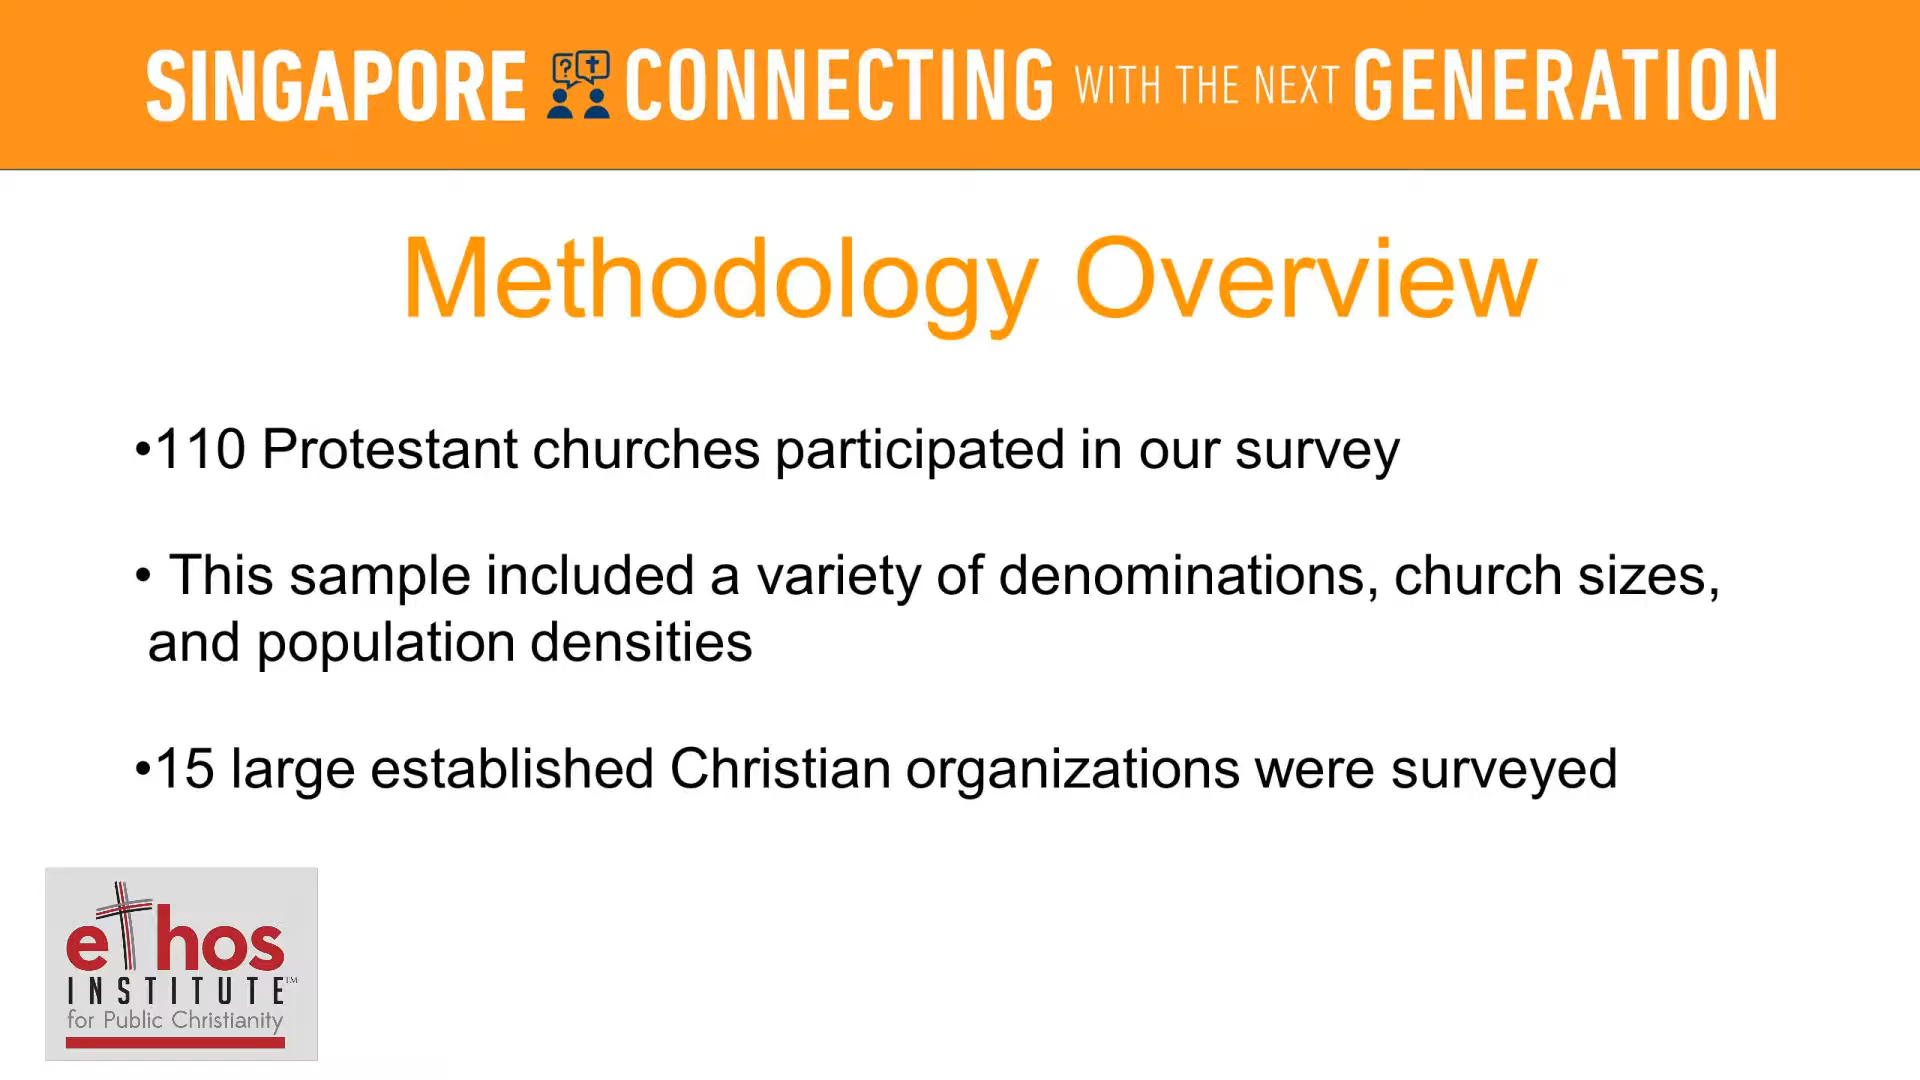 SINGAPORE CONNECTING WITH THE NEXT GENERATION
Methodology Overview
•110 Protestant churches participated in our survey
• This sample included a variety of denominations, church sizes,
and population densities
•15 large established Christian organizations were surveyed
ethos
INSTITUTE™
for Public Christianity